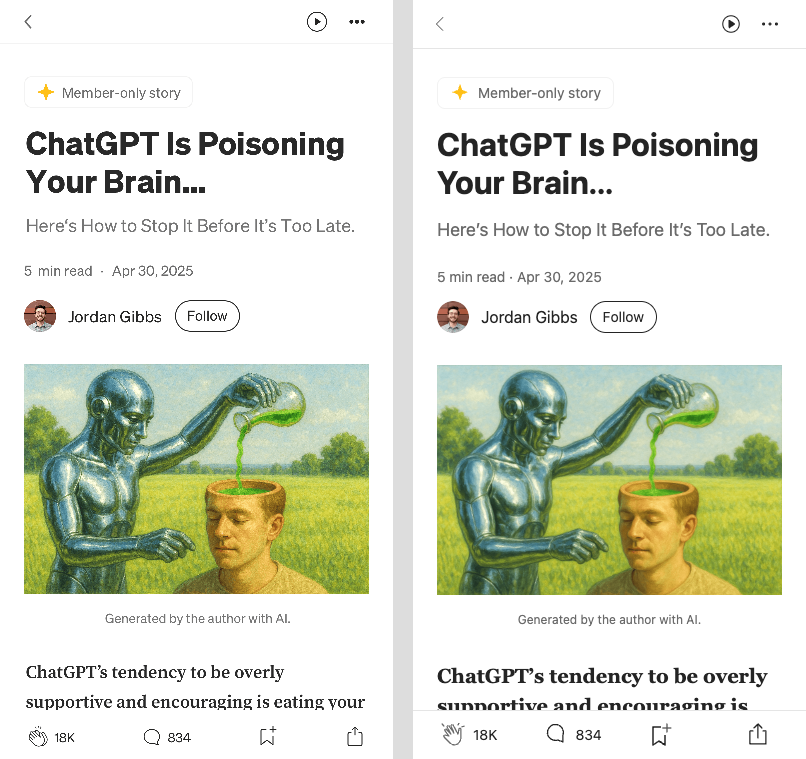 Member-only story
ChatGPT Is Poisoning
Your Brain...
Here's How to Stop It Before It's Too Late.
5 min read · Apr 30, 2025
Jordan Gibbs
Follow
Generated by the author with AI.
ChatGPT's tendency to be overly
supportive and encouraging is eating your
18K
834
Member-only story
ChatGPT Is Poisoning
Your Brain...
Here's How to Stop It Before It's Too Late.
5 min read · Apr 30, 2025
Jordan Gibbs
Follow
Generated by the author with AI.
ChatGPT's tendency to be overly
supportive and encouraging is
18K
834